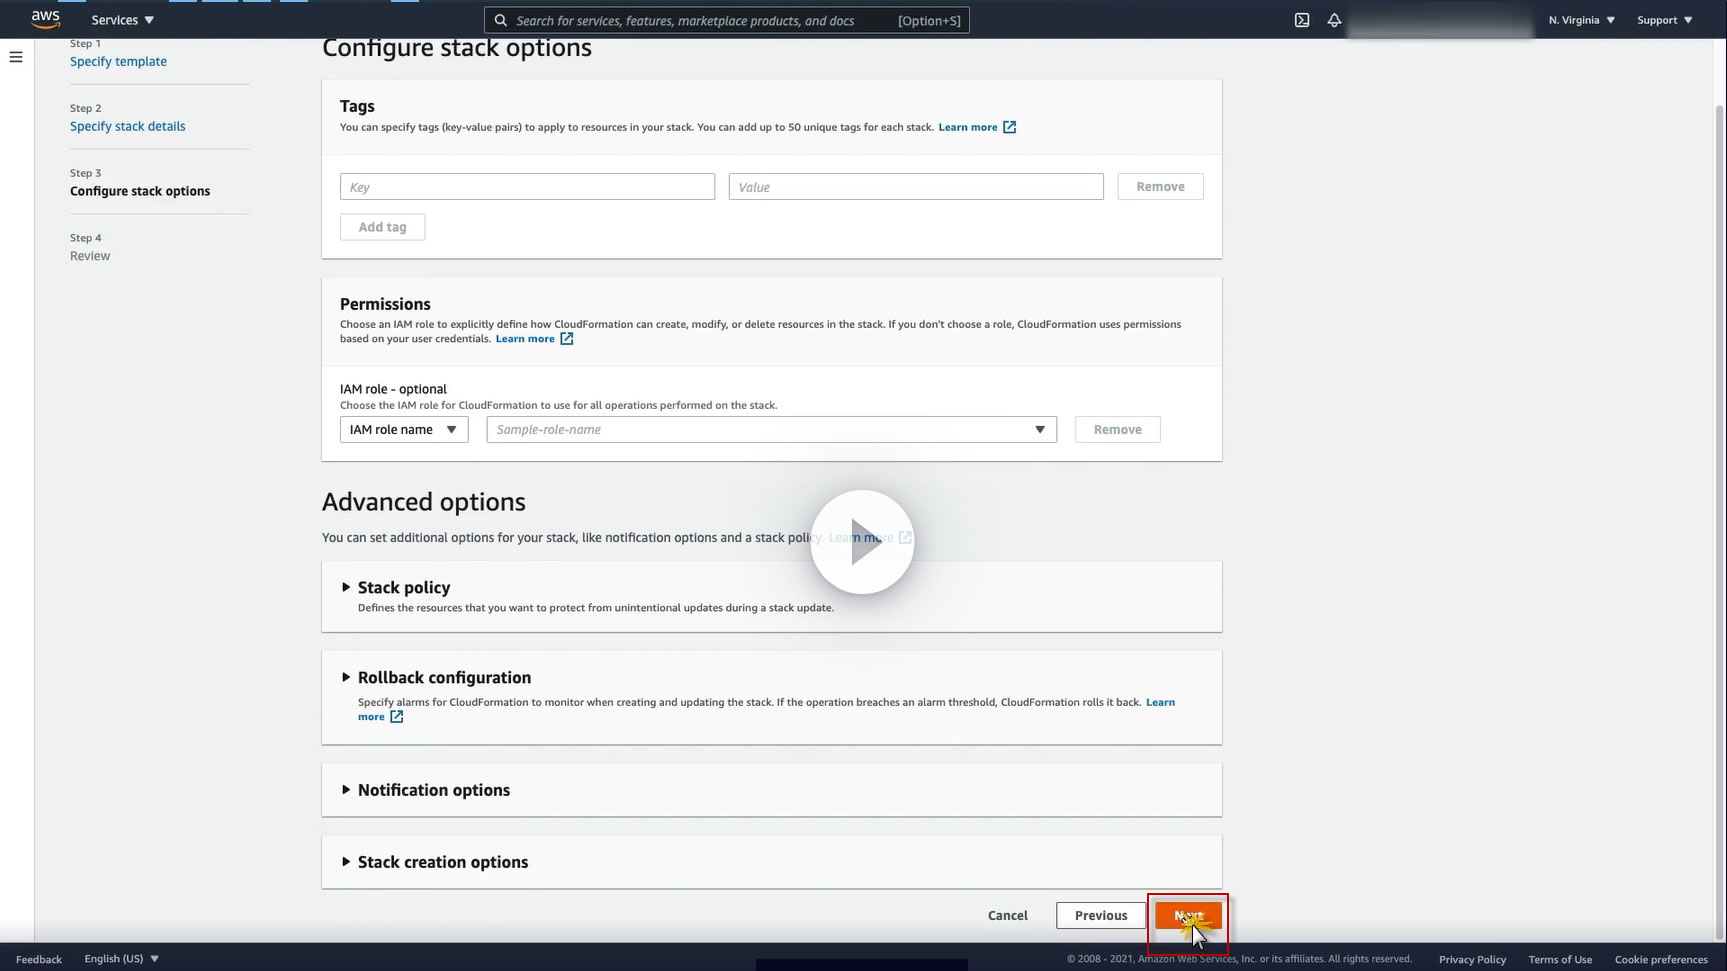 aws
Services
Search for services, features, marketplace products, and docs
[Option+S]
N. Virginia
Support
Step 1
Specify template
Step 2
Specify stack details
Step 3
Configure stack options
Step 4
Review
Configure stack options
Tags
You can specify tags (key-value pairs) to apply to resources in your stack. You can add up to 50 unique tags for each stack. Learn more
Key
Value
Remove
Add tag
Permissions
Choose an IAM role to explicitly define how CloudFormation can create, modify, or delete resources in the stack. If you don't choose a role, CloudFormation uses permissions
based on your user credentials. Learn more
IAM role - optional
Choose the IAM role for CloudFormation to use for all operations performed on the stack.
IAM role name
Sample-role-name
Remove
Advanced options
You can set additional options for your stack, like notification options and a stack policy. Learn more
Stack policy
Defines the resources that you want to protect from unintentional updates during a stack update.
Rollback configuration
Specify alarms for CloudFormation to monitor when creating and updating the stack. If the operation breaches an alarm threshold, CloudFormation rolls it back. Learn
more
Notification options
Stack creation options
Cancel
Previous
Next
Feedback
English (US)
© 2008 - 2021, Amazon Web Services, Inc. or its affiliates. All rights reserved.
Privacy Policy
Terms of Use
Cookie preferences